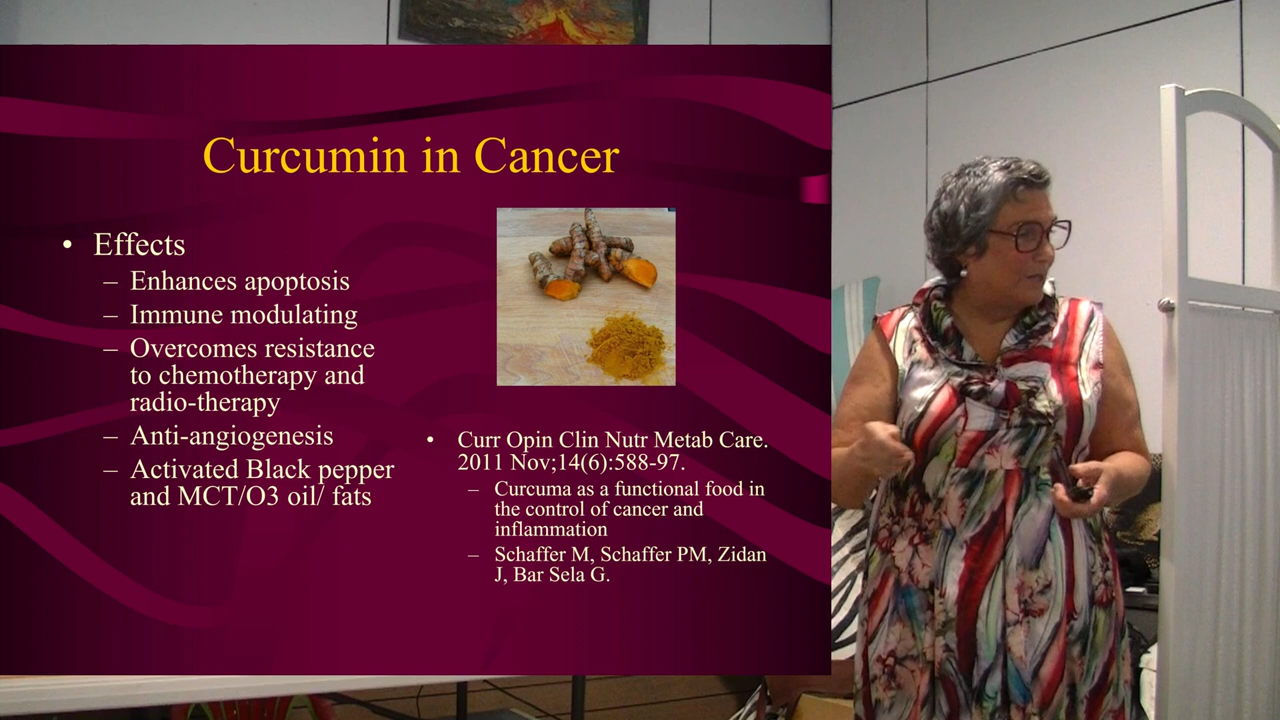 Curcumin in Cancer
• Effects
– Enhances apoptosis
– Immune modulating
– Overcomes resistance
to chemotherapy and
radio-therapy
– Anti-angiogenesis
– Activated Black pepper
and MCT/O3 oil/ fats
• Curr Opin Clin Nutr Metab Care.
2011 Nov;14(6):588-97.
– Curcuma as a functional food in
the control of cancer and
inflammation
– Schaffer M, Schaffer PM, Zidan
J, Bar Sela G.